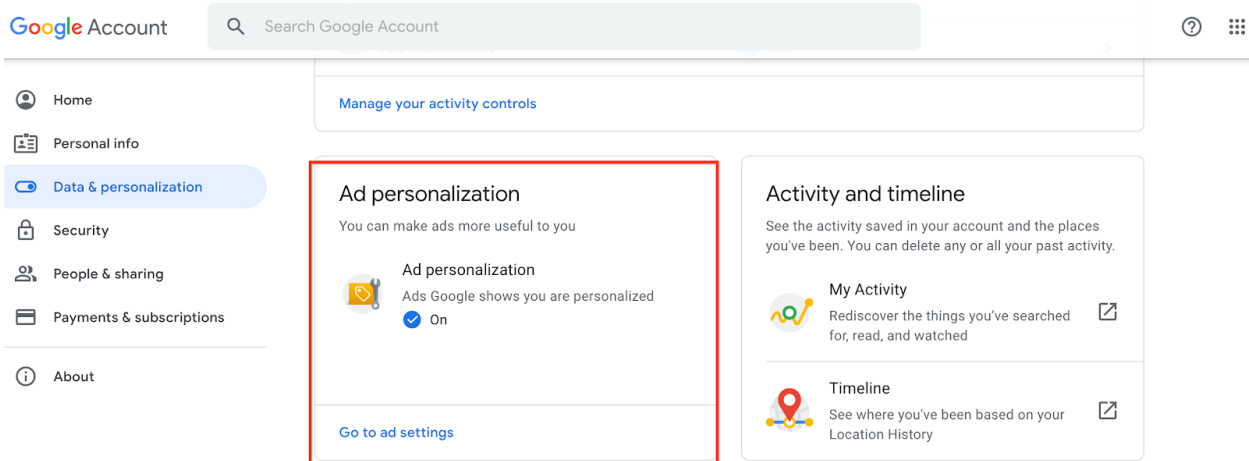 Google Account
Search Google Account
Manage your activity controls
Home
Personal info
Data & personalization
Security
People & sharing
Payments & subscriptions
About
Ad personalization
You can make ads more useful to you
Ad personalization
Ads Google shows you are personalized
On
Go to ad settings
Activity and timeline
See the activity saved in your account and the places
you've been. You can delete any or all your past activity.
My Activity
Rediscover the things you've searched
for, read, and watched
Timeline
See where you've been based on your
Location History